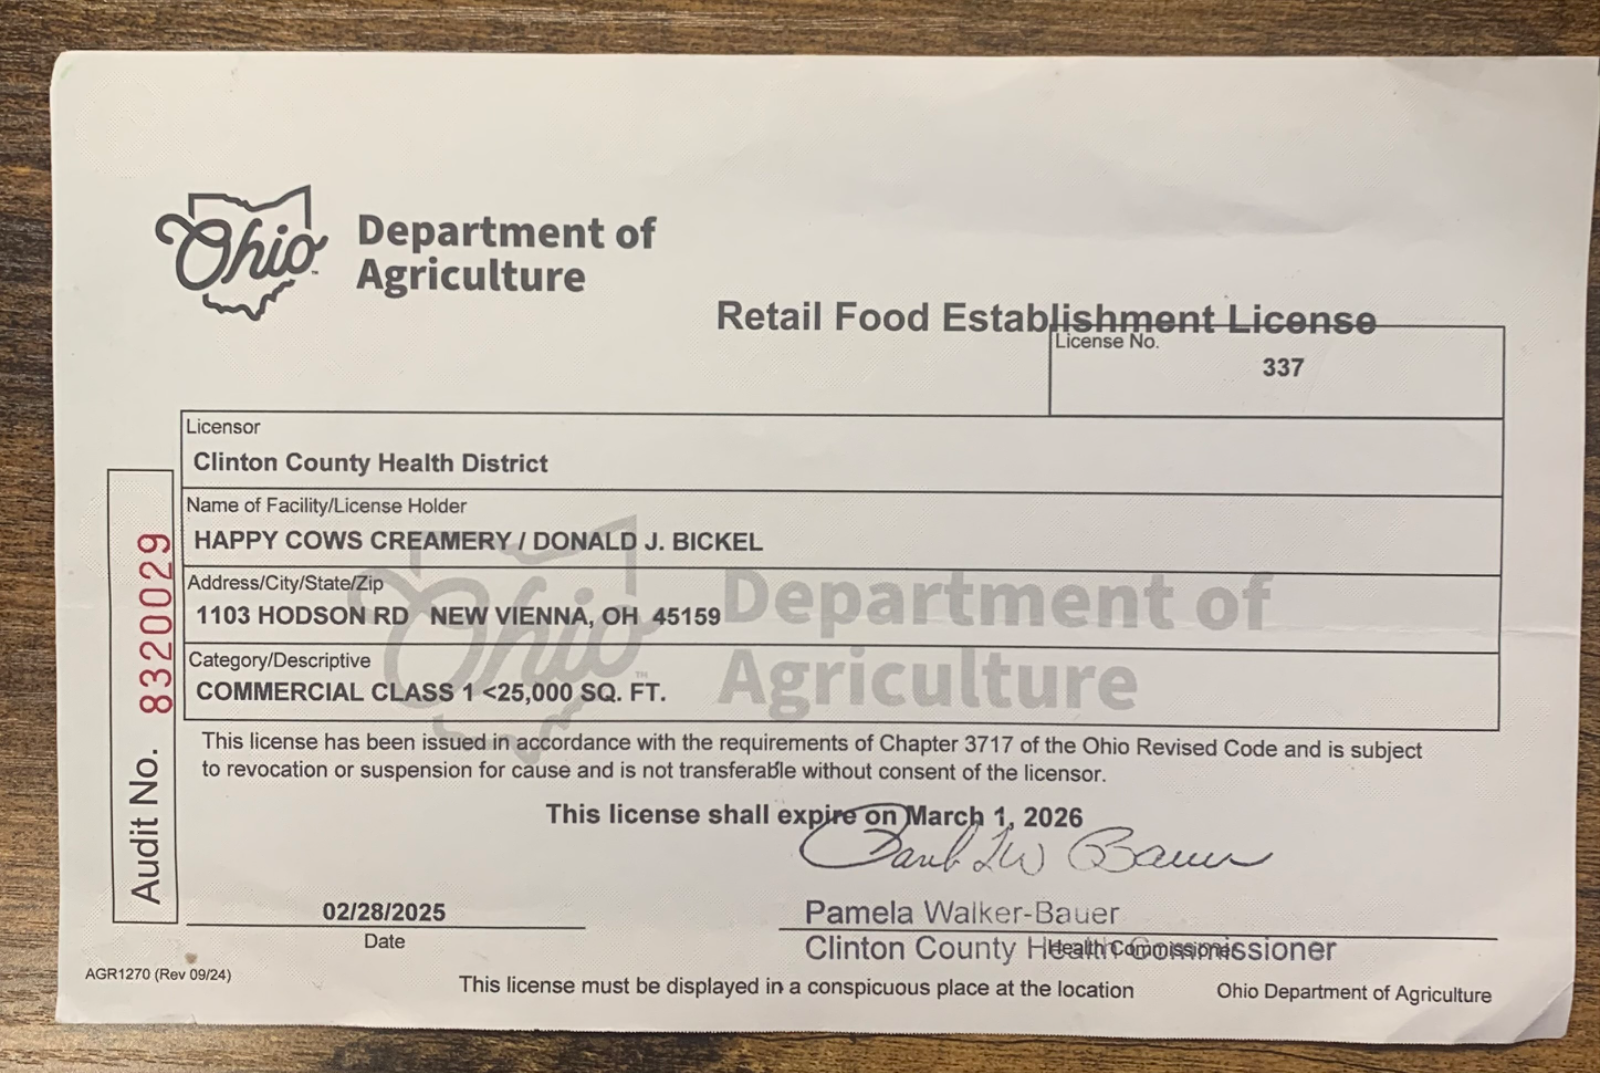 Ohio™
Department of
Agriculture
Retail Food Establishment License
License No.
337
Licensor
Clinton County Health District
Name of Facility/License Holder
HAPPY COWS CREAMERY / DONALD J. BICKEL
Address/City/State/Zip
1103 HODSON RD NEW VIENNA, OH 45159
Category/Descriptive
COMMERCIAL CLASS 1 <25,000 SQ. FT.
Ohio™
Department of
Agriculture
Audit No. 8320029
This license has been issued in accordance with the requirements of Chapter 3717 of the Ohio Revised Code and is subject
to revocation or suspension for cause and is not transferable without consent of the licensor.
This license shall expire on March 1, 2026
02/28/2025
Date
Pamela Walker-Bauer
Clinton County Health Commissioner
Health Commissioner
AGR1270 (Rev 09/24)
This license must be displayed in a conspicuous place at the location
Ohio Department of Agriculture